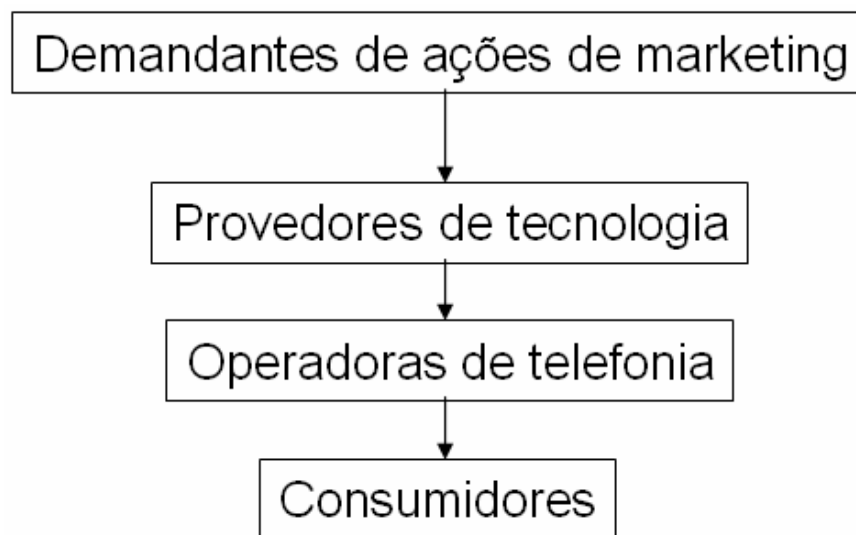 Demandantes de ações de marketing
Provedores de tecnologia
Operadoras de telefonia
Consumidores